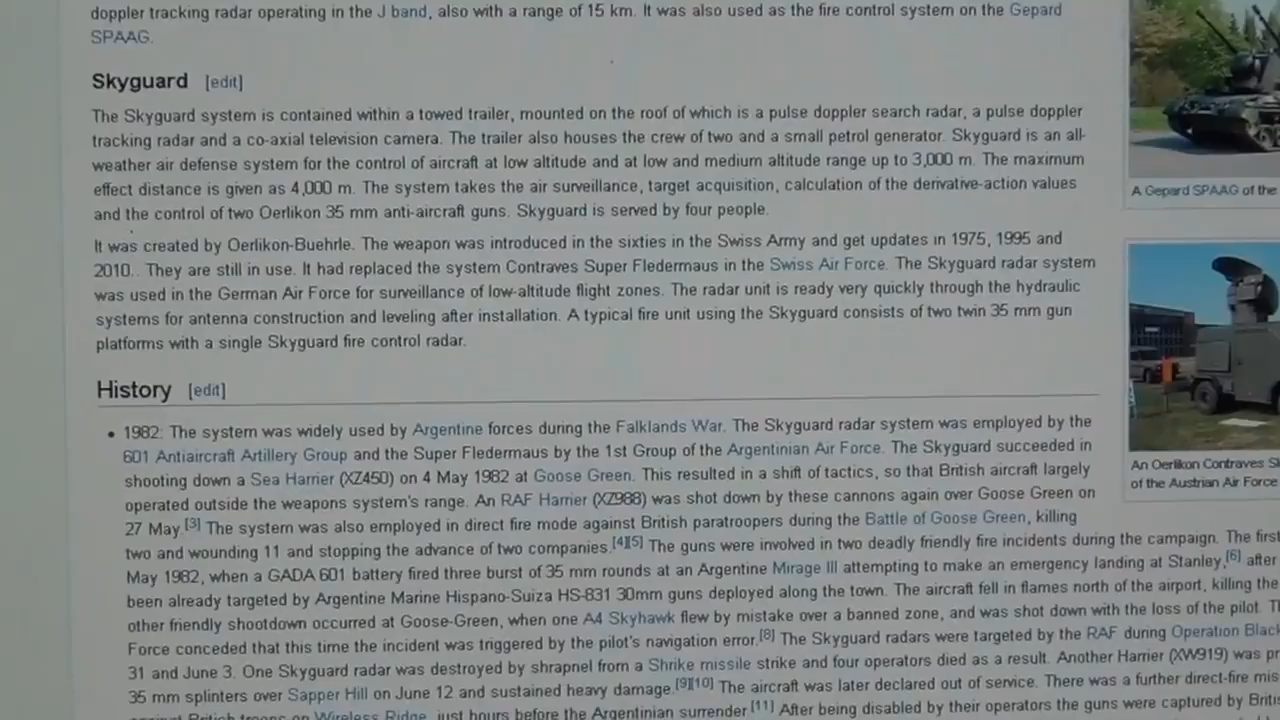 doppler tracking radar operating in the J band, also with a range of 15 km. It was also used as the fire control system on the Gepard
SPAAG.
Skyguard [edit]
The Skyguard system is contained within a towed trailer, mounted on the roof of which is a pulse doppler search radar, a pulse doppler
tracking radar and a co-axial television camera. The trailer also houses the crew of two and a small petrol generator. Skyguard is an all-
weather air defense system for the control of aircraft at low altitude and at low and medium altitude range up to 3,000 m. The maximum
effect distance is given as 4,000 m. The system takes the air surveillance, target acquisition, calculation of the derivative-action values
and the control of two Oerlikon 35 mm anti-aircraft guns. Skyguard is served by four people.
It was created by Oerlikon-Buehrle. The weapon was introduced in the sixties in the Swiss Army and get updates in 1975, 1995 and
2010.. They are still in use. It had replaced the system Contraves Super Fledermaus in the Swiss Air Force. The Skyguard radar system
was used in the German Air Force for surveillance of low-altitude flight zones. The radar unit is ready very quickly through the hydraulic
systems for antenna construction and leveling after installation. A typical fire unit using the Skyguard consists of two twin 35 mm gun
platforms with a single Skyguard fire control radar.
History [edit]
• 1982: The system was widely used by Argentine forces during the Falklands War. The Skyguard radar system was employed by the
601 Antiaircraft Artillery Group and the Super Fledermaus by the 1st Group of the Argentinian Air Force. The Skyguard succeeded in
shooting down a Sea Harrier (XZ450) on 4 May 1982 at Goose Green. This resulted in a shift of tactics, so that British aircraft largely
operated outside the weapons system's range. An RAF Harrier (XZ988) was shot down by these cannons again over Goose Green on
27 May.[3] The system was also employed in direct fire mode against British paratroopers during the Battle of Goose Green, killing
two and wounding 11 and stopping the advance of two companies.[4][5] The guns were involved in two deadly friendly fire incidents during the campaign. The first
May 1982, when a GADA 601 battery fired three burst of 35 mm rounds at an Argentine Mirage III attempting to make an emergency landing at Stanley,[6] after
been already targeted by Argentine Marine Hispano-Suiza HS-831 30mm guns deployed along the town. The aircraft fell in flames north of the airport, killing the
other friendly shootdown occurred at Goose-Green, when one A4 Skyhawk flew by mistake over a banned zone, and was shot down with the loss of the pilot.
Force conceded that this time the incident was triggered by the pilot's navigation error.[8] The Skyguard radars were targeted by the RAF during Operation Black
31 and June 3. One Skyguard radar was destroyed by shrapnel from a Shrike missile strike and four operators died as a result. Another Harrier (XW919) was
35 mm splinters over Sapper Hill on June 12 and sustained heavy damage.[9][10] The aircraft was later declared out of service. There was a further direct-fire
against British troops on Wireless Ridge, just hours before the Argentinian surrender.[11] After being disabled by their operators the guns were captured by
A Gepard SPAAG of the
An Oerlikon Contraves
of the Austrian Air Force